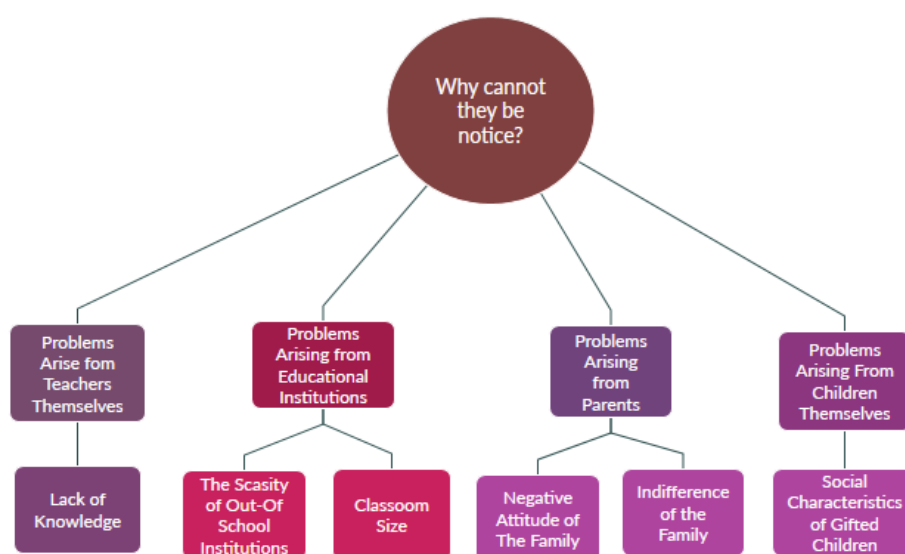 Why cannot
they be
notice?
Problems
Arise fom
Teachers
Themselves
Problems
Arising from
Educational
Institutions
Problems
Arising
from
Parents
Problems
Arising From
Children
Themselves
Lack of
Knowledge
The Scasity
of Out-Of
School
Institutions
Classoom
Size
Negative
Attitude of
The Family
Indifference
of the
Family
Social
Characteristics
of Gifted
Children